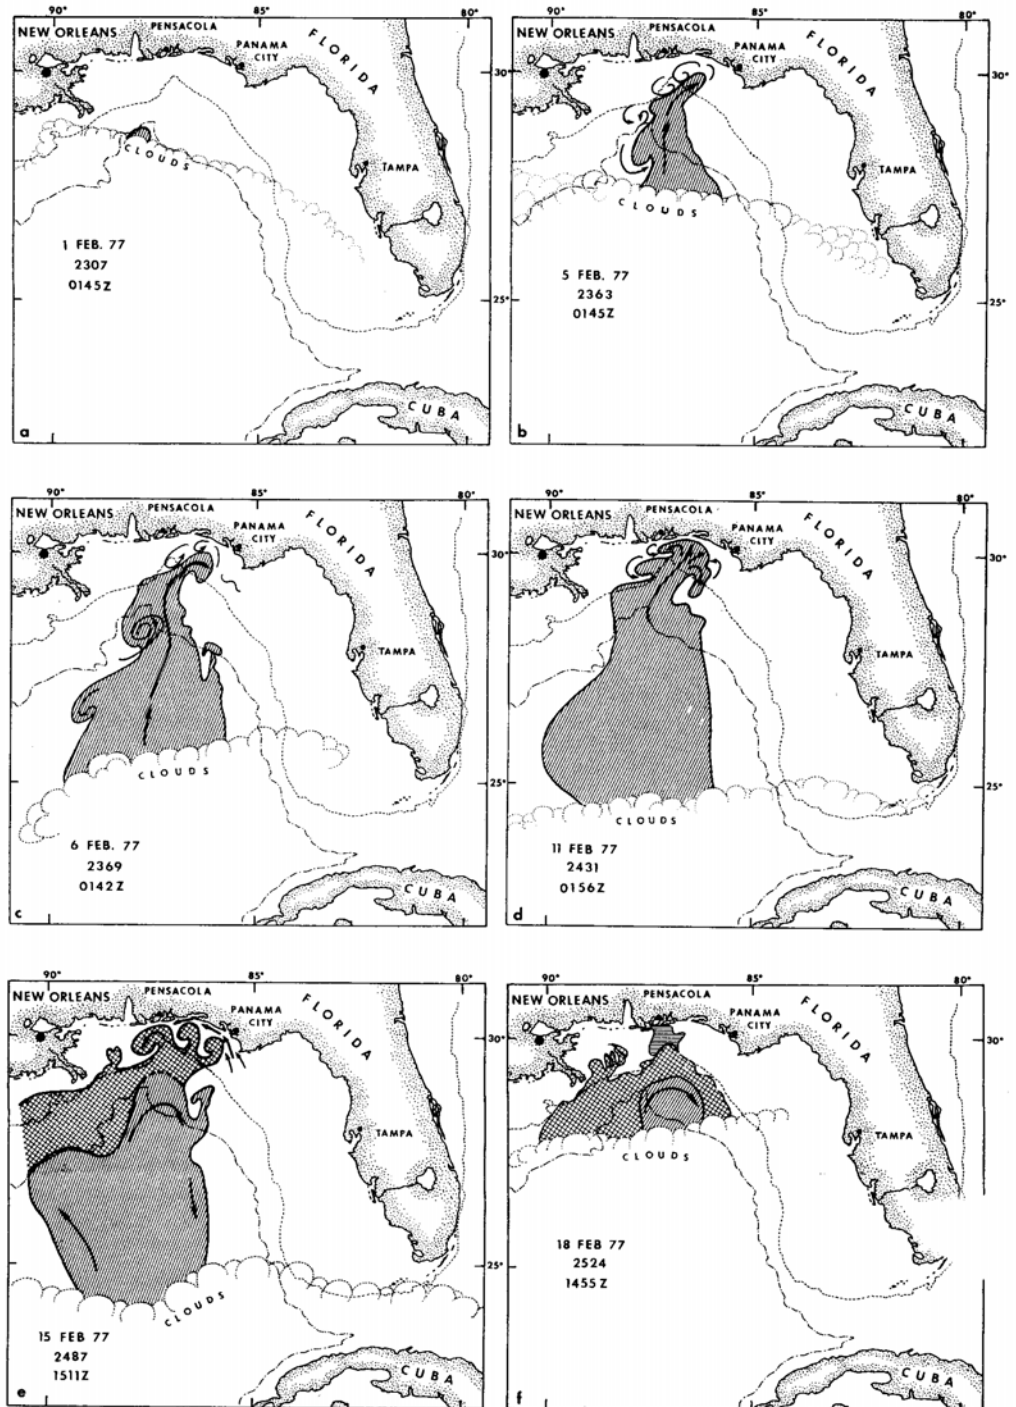 90° 85° 80°
NEW ORLEANS
PENSACOLA
PANAMA
CITY
FLORIDA
30°
CLOUDS
TAMPA
1 FEB. 77
2307
0145Z
25°
CUBA
a
90° 85° 80°
NEW ORLEANS
PENSACOLA
PANAMA
CITY
FLORIDA
30°
TAMPA
CLOUDS
5 FEB. 77
2363
0145Z
25°
CUBA
b
90° 85° 80°
NEW ORLEANS
PENSACOLA
PANAMA
CITY
FLORIDA
30°
TAMPA
CLOUDS
25°
6 FEB. 77
2369
0142Z
CUBA
c
90° 85° 80°
NEW ORLEANS
PENSACOLA
PANAMA
CITY
FLORIDA
30°
TAMPA
25°
CLOUDS
11 FEB 77
2431
0156Z
CUBA
d
90° 85° 80°
NEW ORLEANS
PENSACOLA
PANAMA
CITY
FLORIDA
30°
TAMPA
25°
CLOUDS
15 FEB 77
2487
1511Z
CUBA
e
90° 85° 80°
NEW ORLEANS
PENSACOLA
PANAMA
CITY
FLORIDA
30°
TAMPA
CLOUDS
18 FEB 77
2524
1455Z
25°
CUBA
f